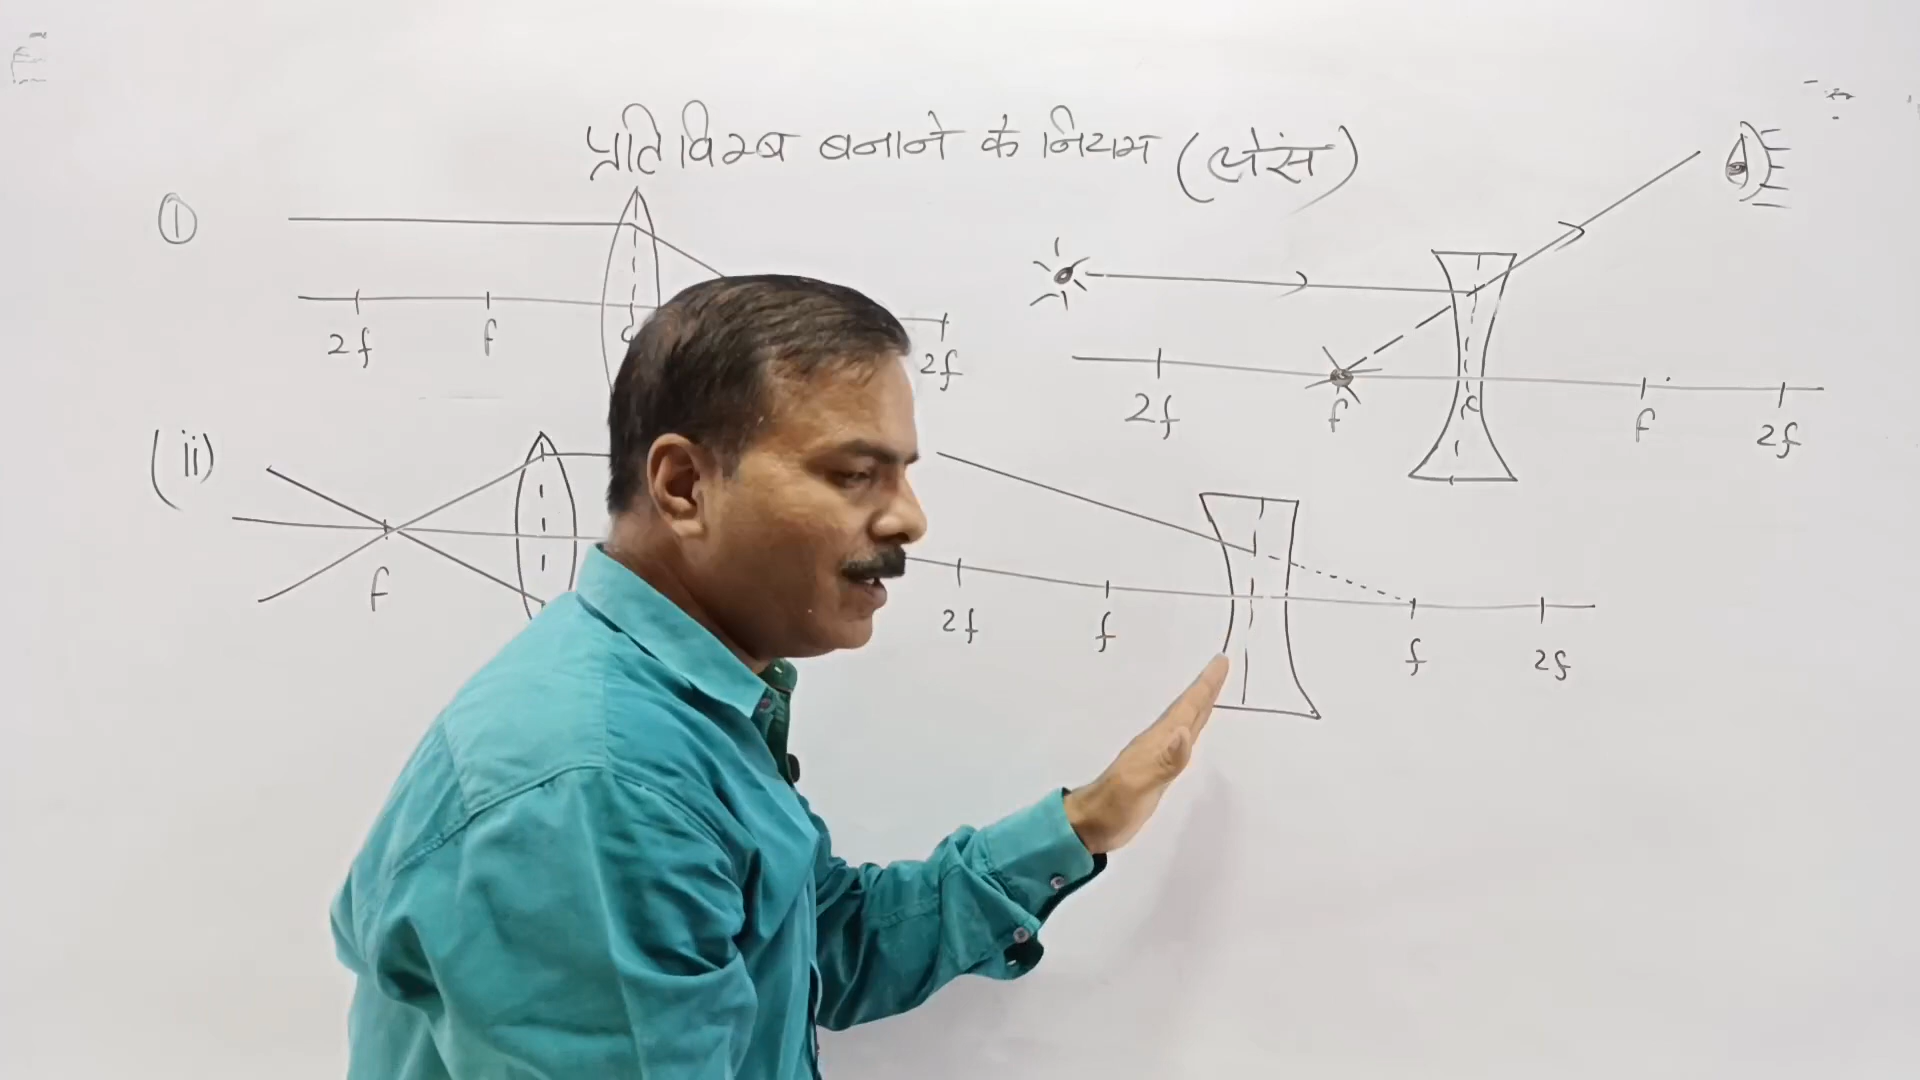 प्रतिविम्ब बनाने के नियम (लेंस)
①
2f f 2f
2f f c f 2f
(ii)
f
2f f f 2f